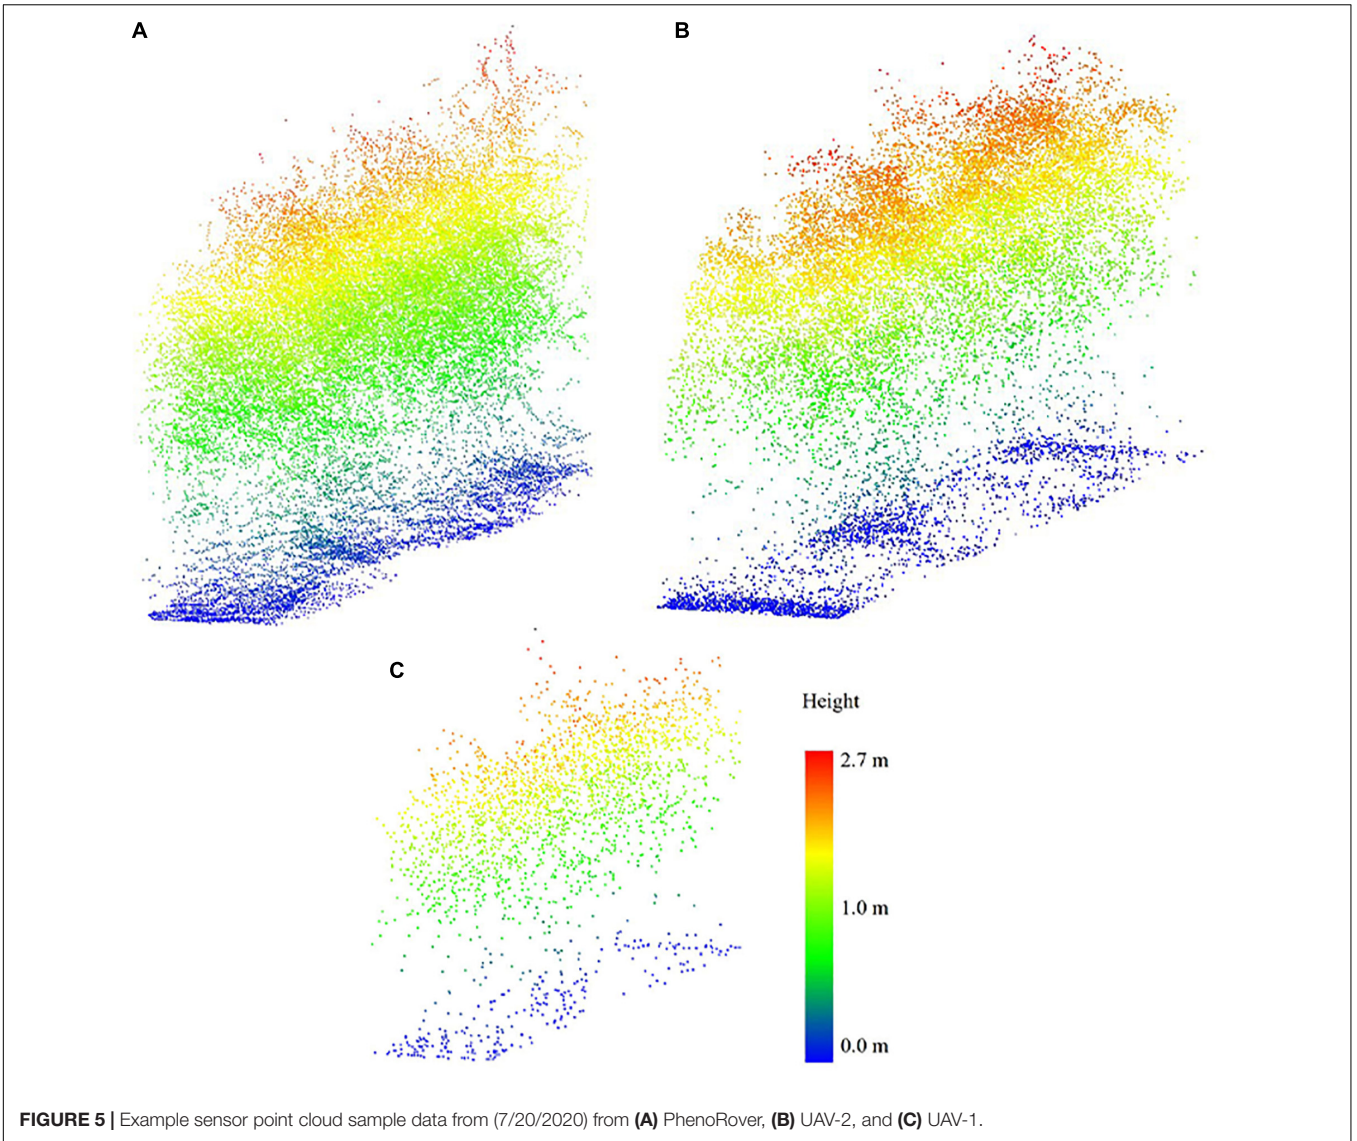 A
B
C
Height
2.7 m
1.0 m
0.0 m
FIGURE 5 | Example sensor point cloud sample data from (7/20/2020) from (A) PhenoRover, (B) UAV-2, and (C) UAV-1.